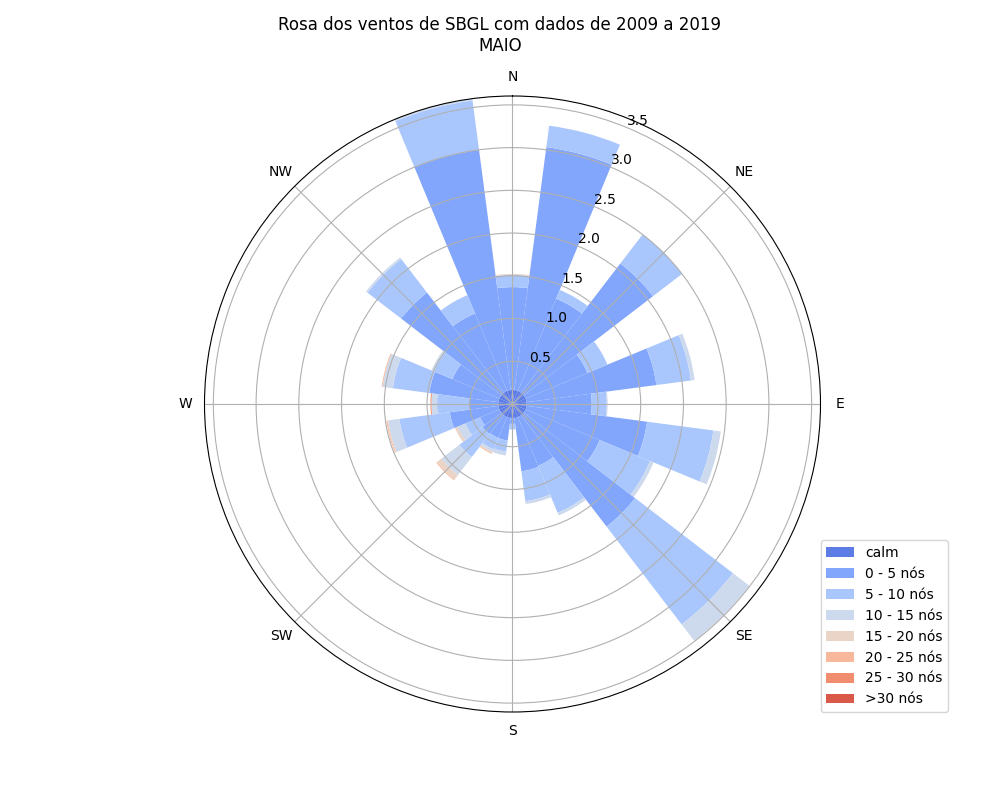 Rosa dos ventos de SBGL com dados de 2009 a 2019
MAIO
N
3.5
3.0
NW
NE
2.5
2.0
1.5
1.0
0.5
W
E
calm
0 - 5 nós
5 - 10 nós
10 - 15 nós
SW
SE
15 - 20 nós
20 - 25 nós
25 - 30 nós
>30 nós
S